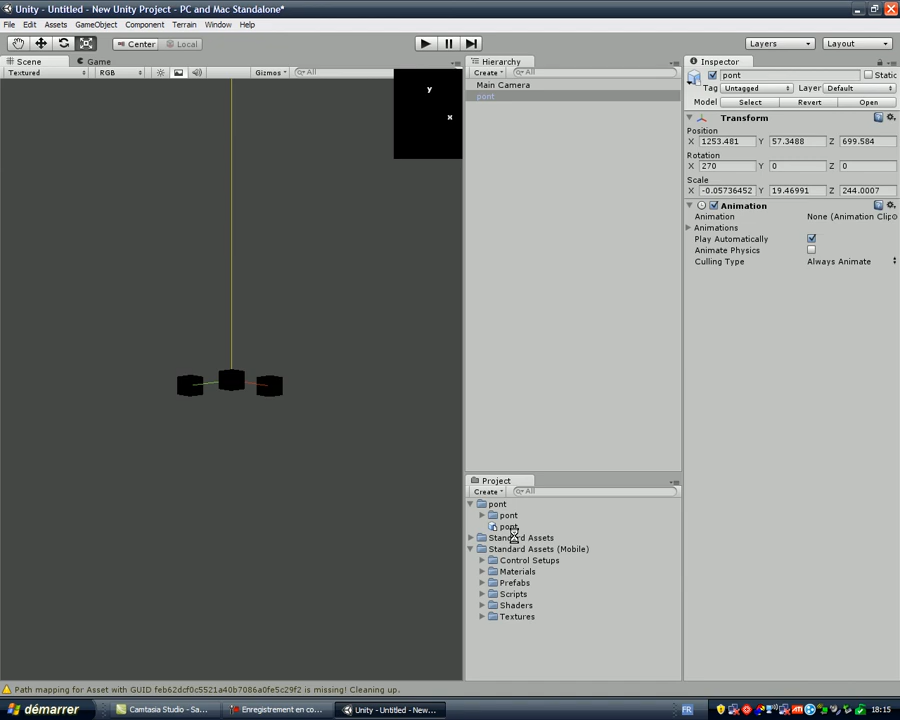 Unity - Untitled - New Unity Project - PC and Mac Standalone*
File Edit Assets GameObject Component Terrain Window Help
Center Local Layers Layout
Scene Game
Textured RGB Gizmos All
y
x
Hierarchy
Create All
Main Camera
pont
Inspector
pont Static
Tag Untagged Layer Default
Model Select Revert Open
Transform
Position
X 1253.481 Y 57.3488 Z 699.584
Rotation
X 270 Y 0 Z 0
Scale
X -0.05736452 Y 19.46991 Z 244.0007
Animation
Animation None (Animation Clip
Animations
Play Automatically
Animate Physics
Culling Type Always Animate
Project
Create All
pont
pont
pont
Standard Assets
Standard Assets (Mobile)
Control Setups
Materials
Prefabs
Scripts
Shaders
Textures
Path mapping for Asset with GUID feb62dcf0c5521a40b7086a0fe5c29f2 is missing! Cleaning up.
démarrer Camtasia Studio - Sa... Enregistrement en co... Unity - Untitled - New... FR 18:15